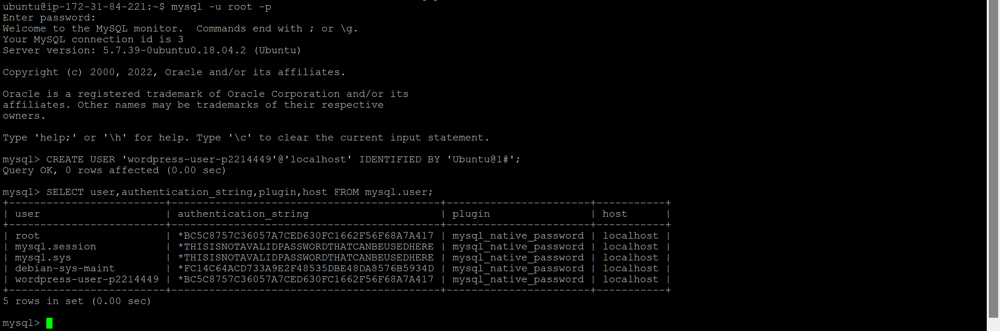 ubuntu@ip-172-31-84-221:~$ mysql -u root -p
Enter password:
Welcome to the MySQL monitor.  Commands end with ; or \g.
Your MySQL connection id is 3
Server version: 5.7.39-0ubuntu0.18.04.2 (Ubuntu)

Copyright (c) 2000, 2022, Oracle and/or its affiliates.

Oracle is a registered trademark of Oracle Corporation and/or its
affiliates. Other names may be trademarks of their respective
owners.

Type 'help;' or '\h' for help. Type '\c' to clear the current input statement.

mysql> CREATE USER 'wordpress-user-p2214449'@'localhost' IDENTIFIED BY 'Ubuntu@1#';
Query OK, 0 rows affected (0.00 sec)

mysql> SELECT user,authentication_string,plugin,host FROM mysql.user;
+-------------------------+-------------------------------------------+-----------------------+-----------+
| user                    | authentication_string                     | plugin                | host      |
+-------------------------+-------------------------------------------+-----------------------+-----------+
| root                    | *BC5C8757C36057A7CED630FC1662F56F68A7A417 | mysql_native_password | localhost |
| mysql.session           | *THISISNOTAVALIDPASSWORDTHATCANBEUSEDHERE | mysql_native_password | localhost |
| mysql.sys               | *THISISNOTAVALIDPASSWORDTHATCANBEUSEDHERE | mysql_native_password | localhost |
| debian-sys-maint        | *FC14C64ACD733A9E2F48535DBE48DA8576B5934D | mysql_native_password | localhost |
| wordpress-user-p2214449 | *BC5C8757C36057A7CED630FC1662F56F68A7A417 | mysql_native_password | localhost |
+-------------------------+-------------------------------------------+-----------------------+-----------+
5 rows in set (0.00 sec)

mysql>